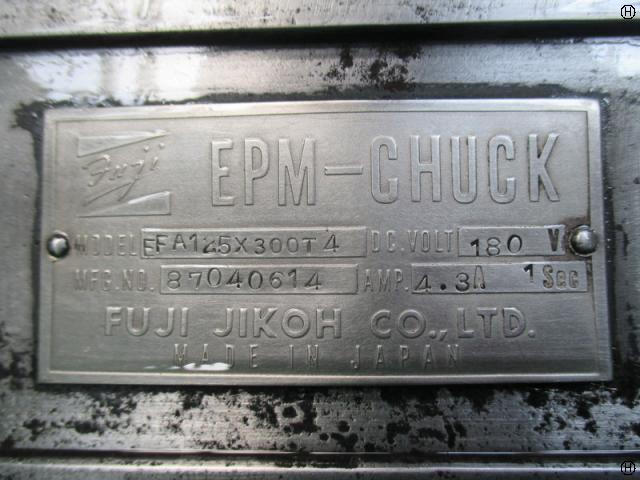 Fuji EPM-CHUCK
MODEL EFA125X300T4 DC.VOLT 180 V
MFG.NO. 87040614 AMP. 4.3A 1Sec
FUJI JIKOH CO.,LTD.
MADE IN JAPAN